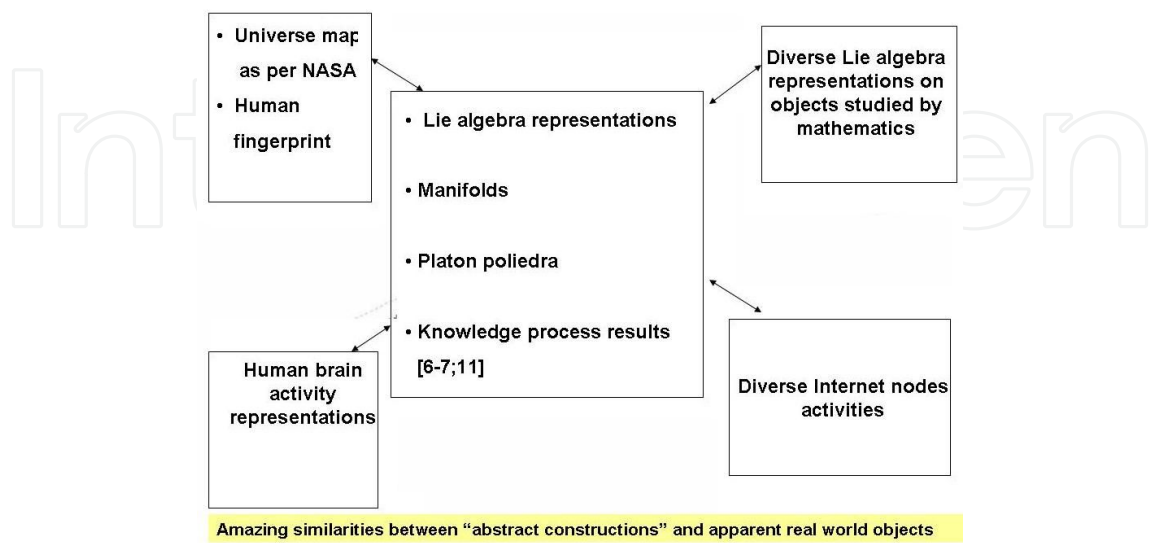 • Universe map
as per NASA
• Human
fingerprint
Diverse Lie algebra
representations on
objects studied by
mathematics
• Lie algebra representations
• Manifolds
• Platon poliedra
• Knowledge process results
[6-7;11]
Human brain
activity
representations
Diverse Internet nodes
activities
Amazing similarities between “abstract constructions” and apparent real world objects